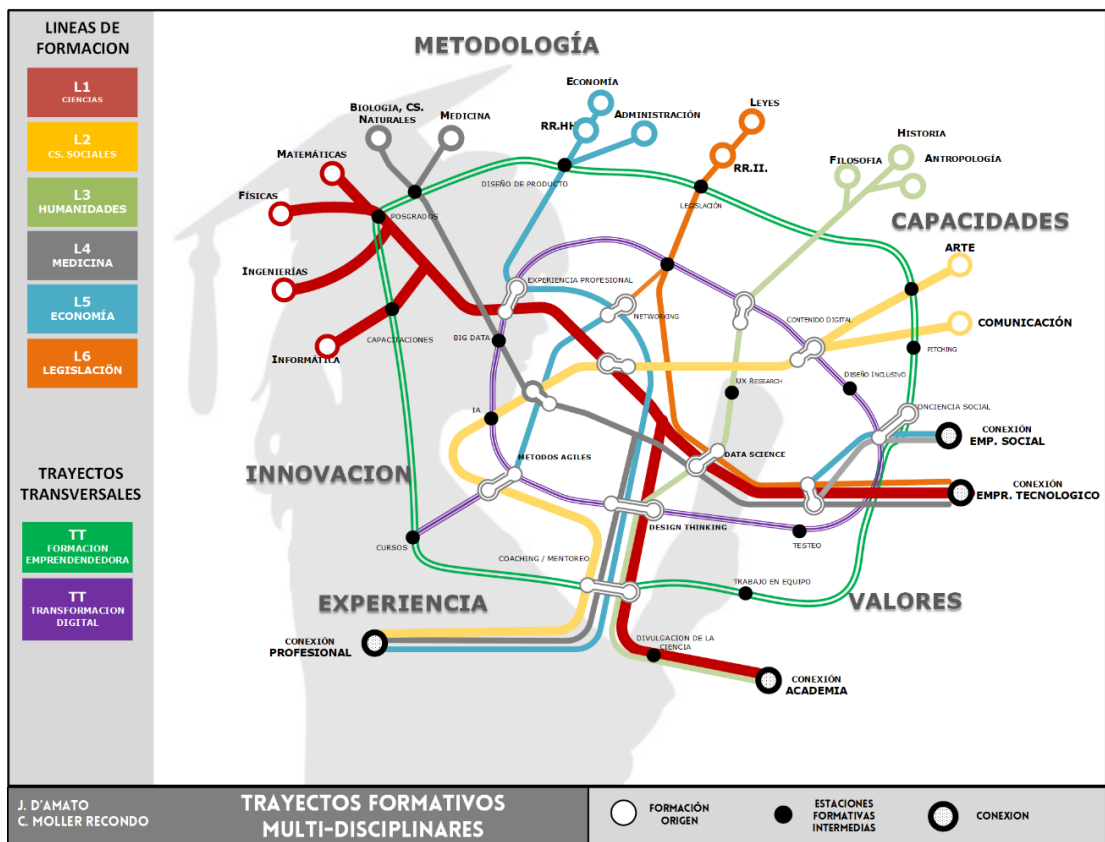 LINEAS DE
FORMACION
L1
CIENCIAS
L2
CS. SOCIALES
L3
HUMANIDADES
L4
MEDICINA
L5
ECONOMÍA
L6
LEGISLACIÖN
TRAYECTOS
TRANSVERSALES
TT
FORMACION
EMPRENDENDEDORA
TT
TRANSFORMACION
DIGITAL
METODOLOGÍA
ECONOMÍA
BIOLOGIA, CS.
NATURALES
MEDICINA
RR.HH
ADMINISTRACIÓN
LEYES
RR.II.
HISTORIA
FILOSOFIA
ANTROPOLOGÍA
MATEMÁTICAS
FÍSICAS
DISEÑO DE PRODUCTO
POSGRADOS
LEGISLACIÓN
CAPACIDADES
ARTE
INGENIERÍAS
EXPERIENCIA PROFESIONAL
NETWORKING
CONTENIDO DIGITAL
COMUNICACIÓN
INFORMÁTICA
CAPACITACIONES
BIG DATA
PITCHING
UX RESEARCH
DISEÑO INCLUSIVO
IA
CONCIENCIA SOCIAL
CONEXIÓN
EMP. SOCIAL
INNOVACION
METODOS AGILES
DATA SCIENCE
CONEXIÓN
EMPR. TECNOLOGICO
DESIGN THINKING
TESTEO
CURSOS
COACHING / MENTOREO
TRABAJO EN EQUIPO
EXPERIENCIA
VALORES
CONEXIÓN
PROFESIONAL
DIVULGACION DE LA
CIENCIA
CONEXIÓN
ACADEMIA
J. D'AMATO
C. MOLLER RECONDO
TRAYECTOS FORMATIVOS
MULTI-DISCIPLINARES
FORMACIÓN
ORIGEN
ESTACIONES
FORMATIVAS
INTERMEDIAS
CONEXION